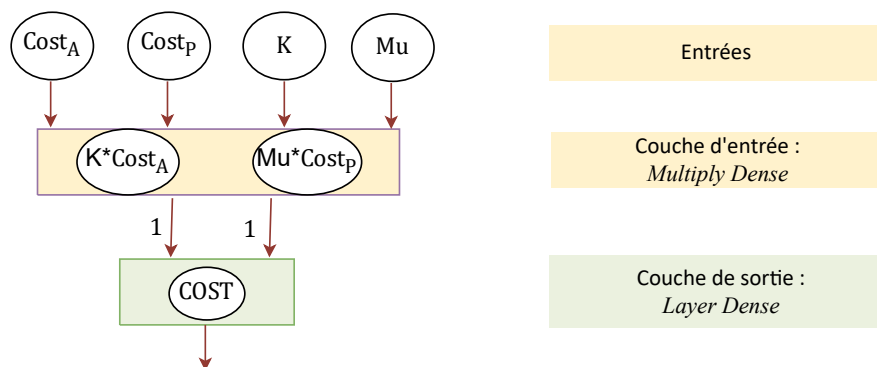 Cost_A Cost_P K Mu
Entrées
K*Cost_A Mu*Cost_P
Couche d'entrée :
Multiply Dense
1 1
COST
Couche de sortie :
Layer Dense